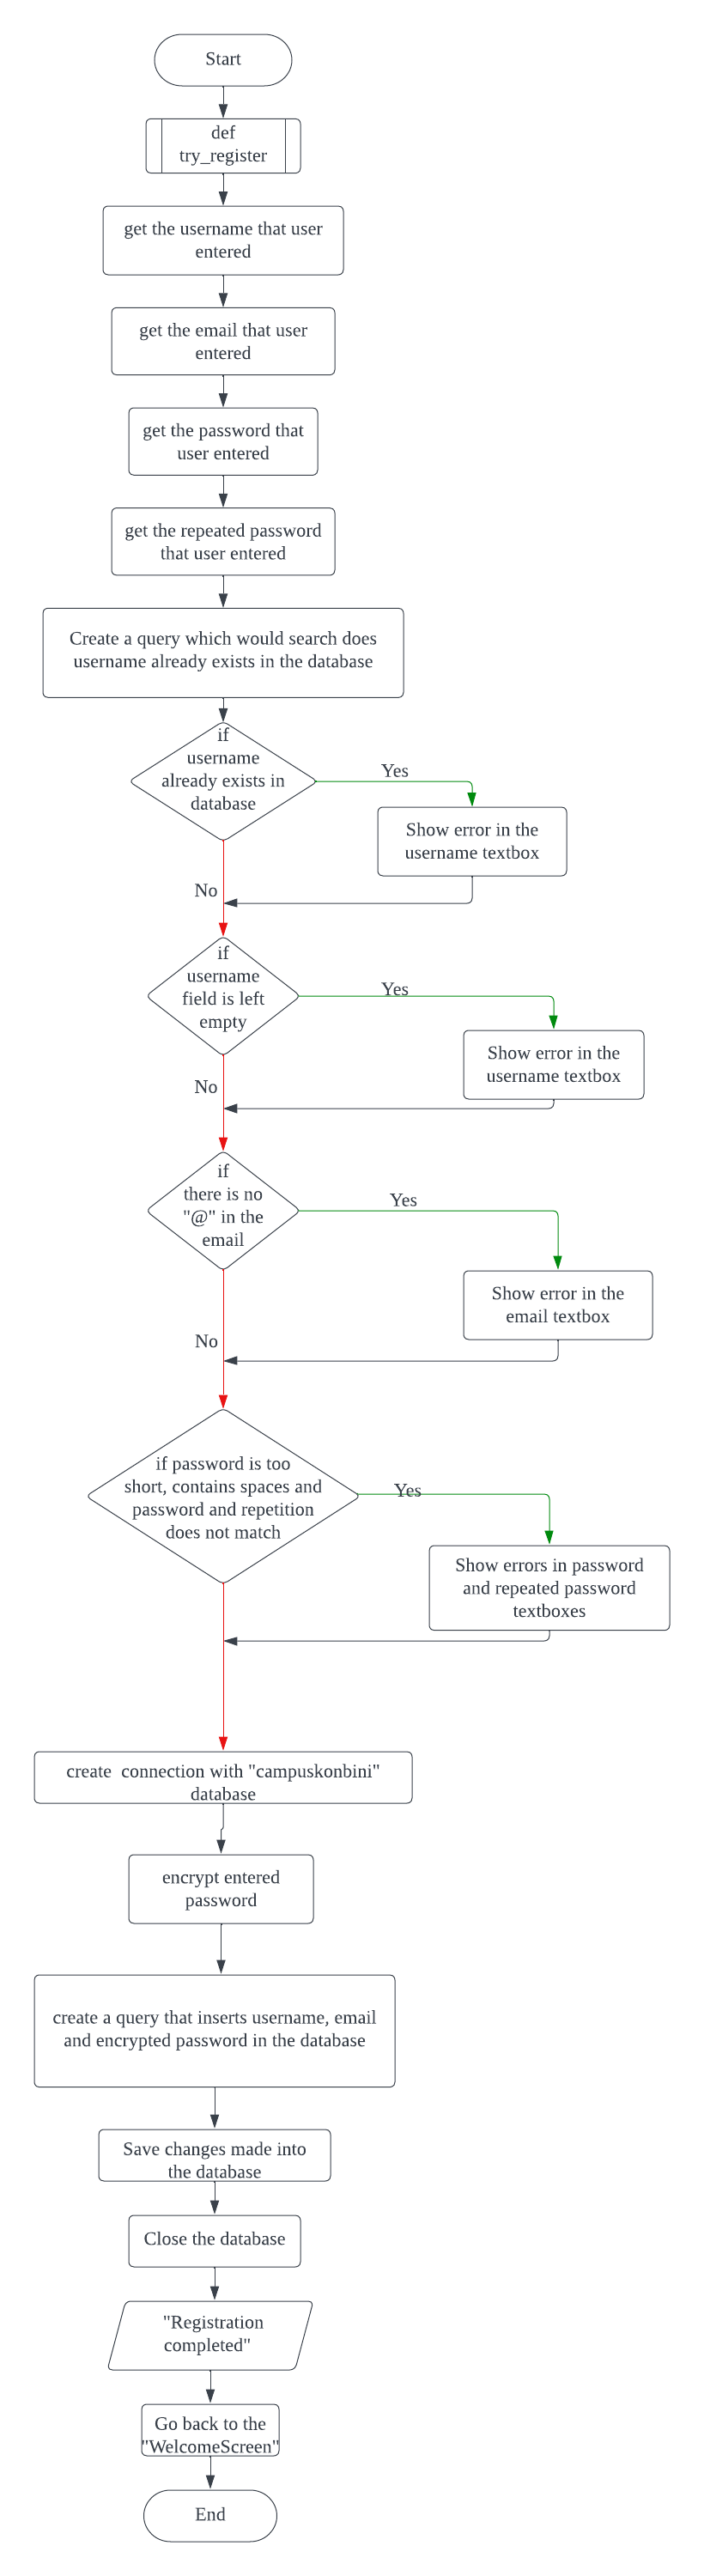 Start
def
try_register
get the username that user
entered
get the email that user
entered
get the password that
user entered
get the repeated password
that user entered
Create a query which would search does
username already exists in the database
if
username
already exists in
database
Yes
Show error in the
username textbox
No
if
username
field is left
empty
Yes
Show error in the
username textbox
No
if
there is no
"@" in the
email
Yes
Show error in the
email textbox
No
if password is too
short, contains spaces and
password and repetition
does not match
Yes
Show errors in password
and repeated password
textboxes
create  connection with "campuskonbini"
database
encrypt entered
password
create a query that inserts username, email
and encrypted password in the database
Save changes made into
the database
Close the database
"Registration
completed"
Go back to the
"WelcomeScreen"
End